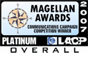 MAGELLAN
AWARDS
COMMUNICATIONS CAMPAIGN
COMPETITION WINNER
2007
PLATINUM LACP
OVERALL